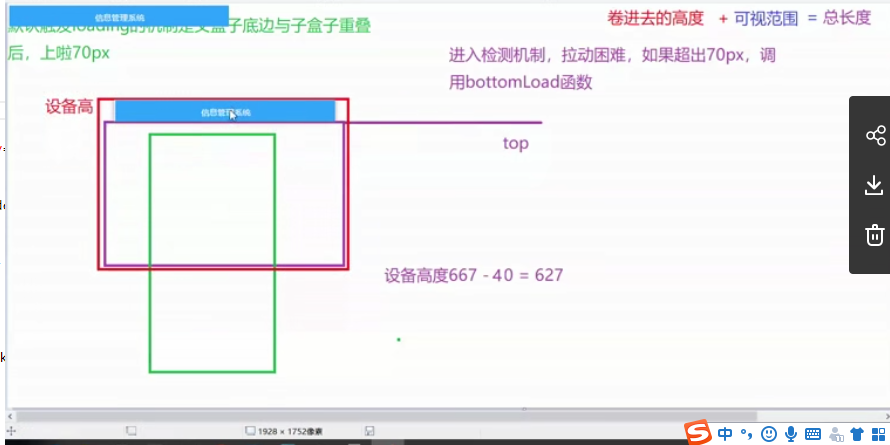 信息管理系统
卷进去的高度 + 可视范围 = 总长度
默认触发loading的机制是父盒子底边与子盒子重叠
后，上啦70px
进入检测机制，拉动困难，如果超出70px，调
用bottomLoad函数
设备高
信息管理系统
top
设备高度667 - 40 = 627
1928 × 1752像素
中